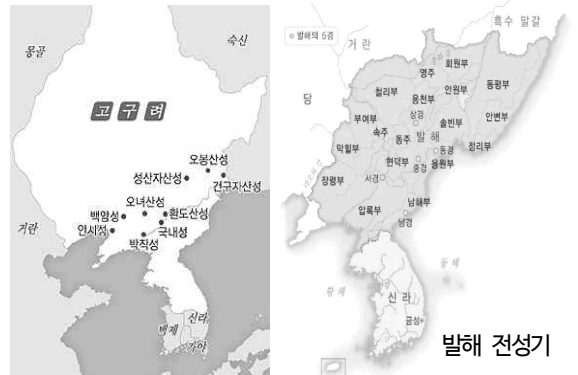 숙신
몽골
고구려
오봉산성
성산자산성
건구자산성
오녀산성
백암성
환도산성
안시성
국내성
박작성
거란
신라
백제
가야
흑수 말갈
발해의 5경
거란
당
회원부
영주
동평부
철리부
안원부
용천부
안변부
부여부
상경
솔빈부
속주
동주
발해
정리부
막힐부
동경
현덕부
중경
용원부
장령부
서경
남해부
압록부
남경
동해
황해
신라
금성
발해 전성기